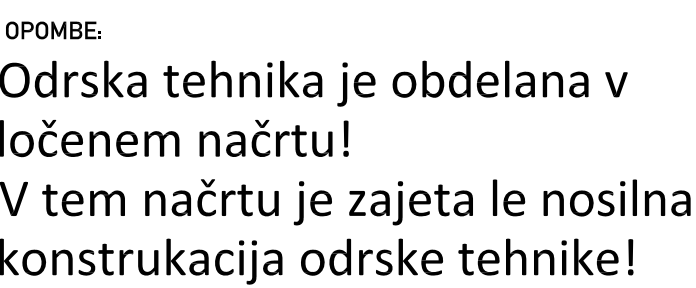 OPOMBE:
Odrska tehnika je obdelana v
ločenem načrtu!
V tem načrtu je zajeta le nosilna
konstrukacija odrske tehnike!